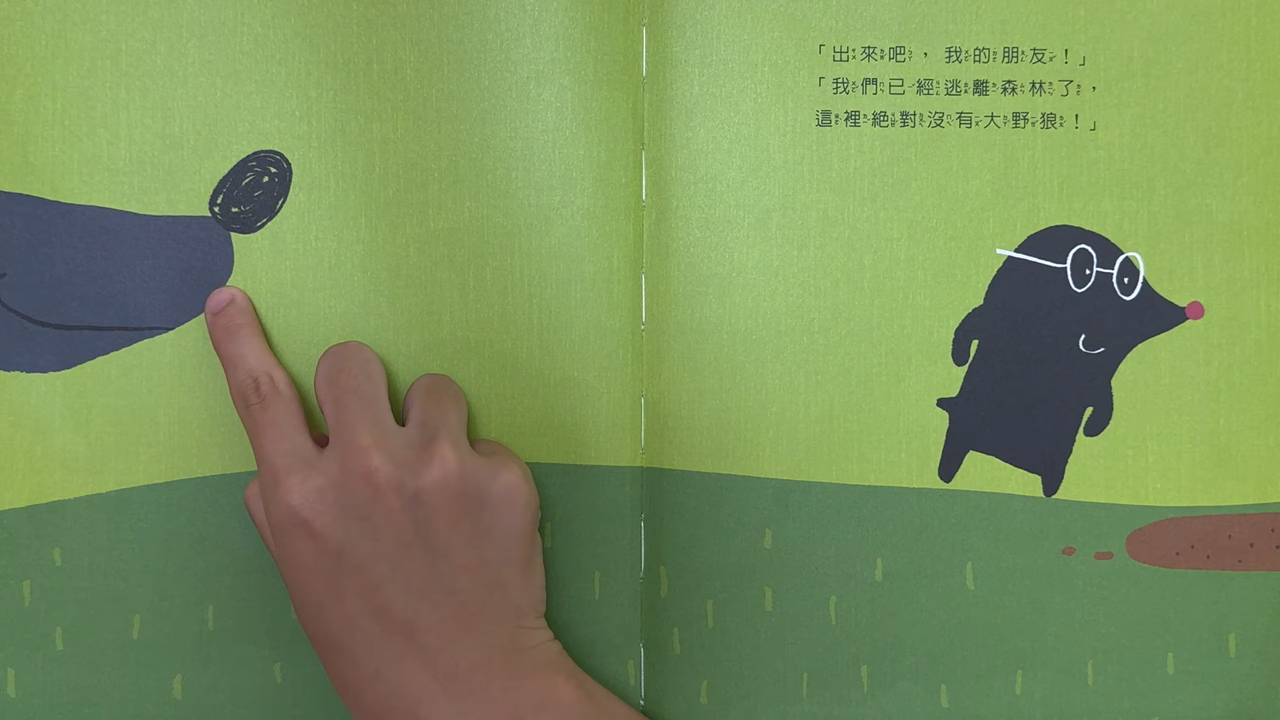 「出來吧，我的朋友！」
「我們已經逃離森林了，
這裡絕對沒有大野狼！」